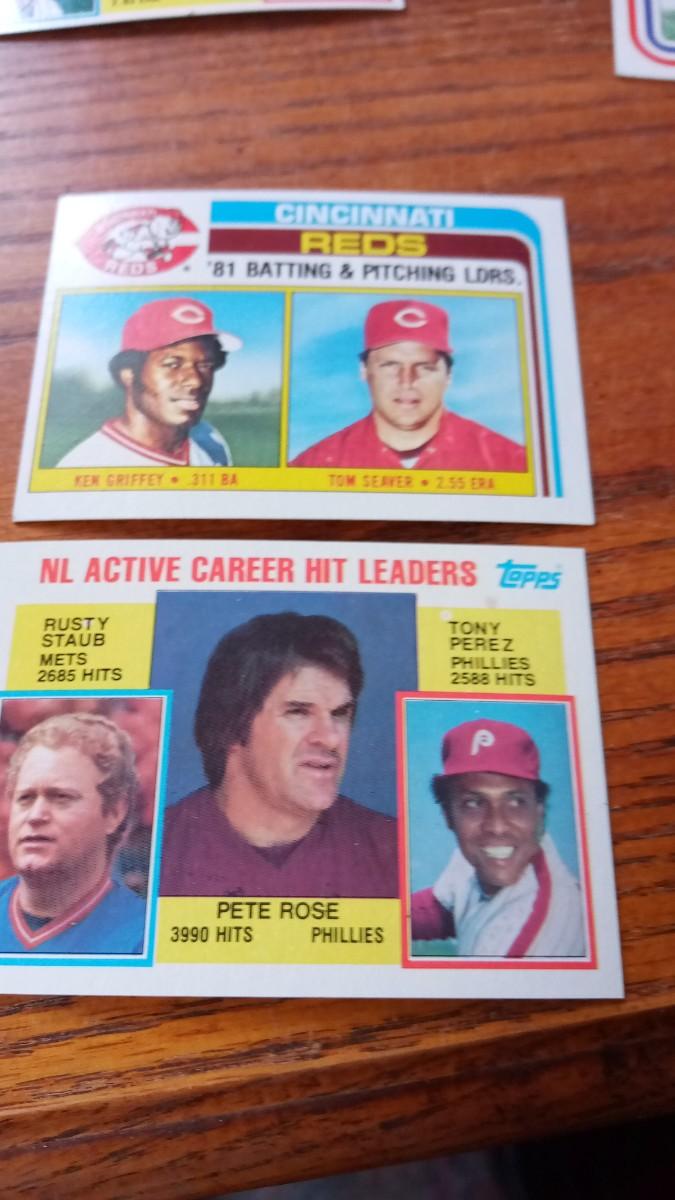 CINCINNATI
REDS
REDS
'81 BATTING & PITCHING LDRS.
C
C
KEN GRIFFEY • .311 BA
TOM SEAVER • 2.55 ERA
NL ACTIVE CAREER HIT LEADERS
topps
RUSTY
STAUB
METS
2685 HITS
TONY
PEREZ
PHILLIES
2588 HITS
P
PETE ROSE
3990 HITS PHILLIES